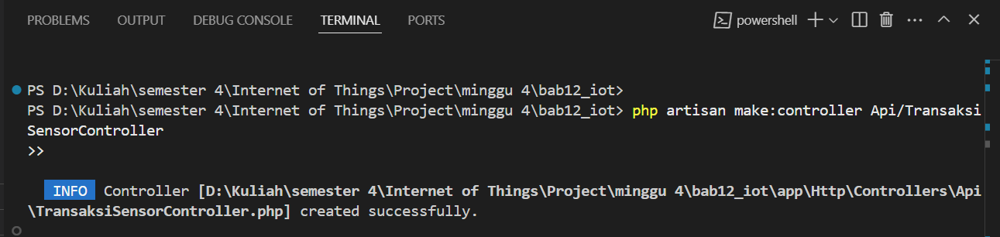 PROBLEMS OUTPUT DEBUG CONSOLE TERMINAL PORTS powershell
PS D:\Kuliah\semester 4\Internet of Things\Project\minggu 4\bab12_iot>
PS D:\Kuliah\semester 4\Internet of Things\Project\minggu 4\bab12_iot> php artisan make:controller Api/Transaksi
SensorController
>>
INFO Controller [D:\Kuliah\semester 4\Internet of Things\Project\minggu 4\bab12_iot\app\Http\Controllers\Api
\TransaksiSensorController.php] created successfully.